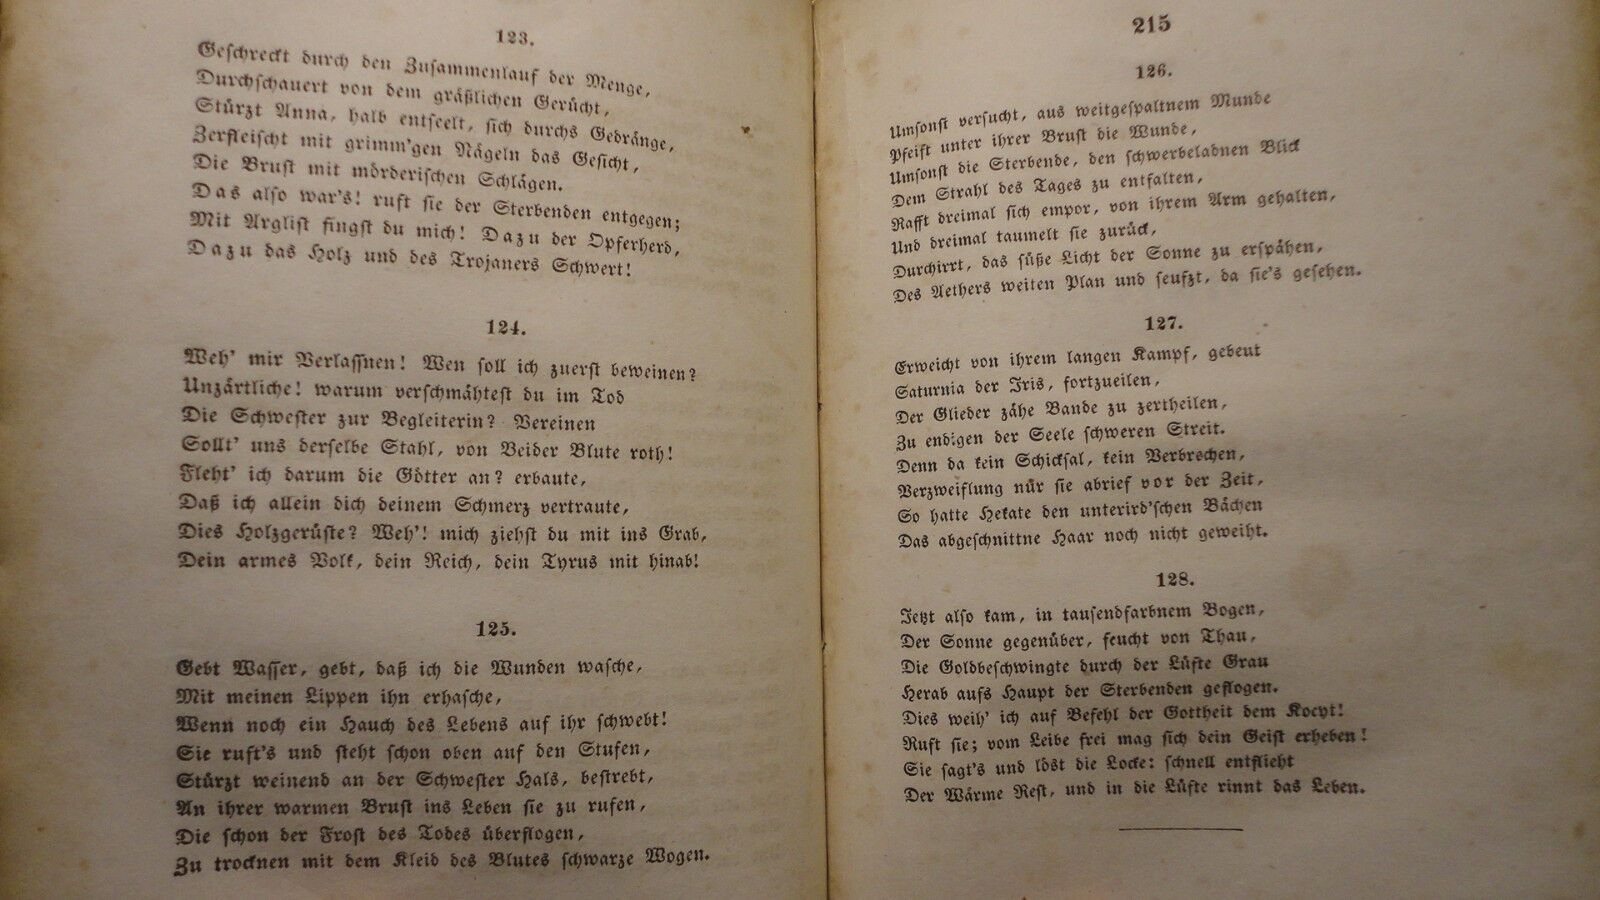 123.
Geschreckt durch den Zusammenlauf der Menge,
Durchschauert von dem gräßlichen Gerücht,
Stürzt Anna, halb entseelt, sich durchs Gedränge,
Zerfleischt mit grimm'gen Nägeln das Gesicht,
Die Brust mit mörderischen Schlägen.
Das also war's! ruft sie der Sterbenden entgegen;
Mit Arglist fingst du mich! Dazu der Opferherd,
Dazu das Holz und des Trojaners Schwert!
124.
Weh' mir Verlassnen! Wen soll ich zuerst beweinen?
Unzärtliche! warum verschmähtest du im Tod
Die Schwester zur Begleiterin? Vereinen
Sollt' uns derselbe Stahl, von Beider Blute roth!
Fleht' ich darum die Götter an? erbaute,
Daß ich allein dich deinem Schmerz vertraute,
Dies Holzgerüste? Weh'! mich ziehst du mit ins Grab,
Dein armes Volk, dein Reich, dein Tyrus mit hinab!
125.
Gebt Wasser, gebt, daß ich die Wunden wasche,
Mit meinen Lippen ihn erhasche,
Wenn noch ein Hauch des Lebens auf ihr schwebt!
Sie ruft's und steht schon oben auf den Stufen,
Stürzt weinend an der Schwester Hals, bestrebt,
An ihrer warmen Brust ins Leben sie zu rufen,
Die schon der Frost des Todes überflogen,
Zu trocknen mit dem Kleid des Blutes schwarze Wogen.
215
126.
Umsonst versucht, aus weitgespaltnem Munde
Pfeift unter ihrer Brust die Wunde,
Umsonst die Sterbende, den schwerbeladnen Blick
Dem Strahl des Tages zu entfalten,
Rafft dreimal sich empor, von ihrem Arm gehalten,
Und dreimal taumelt sie zurück,
Durchirrt, das süße Licht der Sonne zu erspähen,
Des Aethers weiten Plan und seufzt, da sie's gesehen.
127.
Erweicht von ihrem langen Kampf, gebeut
Saturnia der Iris, fortzueilen,
Der Glieder zähe Bande zu zertheilen,
Zu endigen der Seele schweren Streit.
Denn da kein Schicksal, kein Verbrechen,
Verzweiflung nur sie abrief vor der Zeit,
So hatte Hekate den unterird'schen Bächen
Das abgeschnittne Haar noch nicht geweiht.
128.
Jetzt also kam, in tausendfarbnem Bogen,
Der Sonne gegenüber, feucht von Thau,
Die Goldbeschwingte durch der Lüfte Grau
Herab aufs Haupt der Sterbenden geflogen.
Dies weih' ich auf Befehl der Gottheit dem Kocyt!
Ruft sie; vom Leibe frei mag sich dein Geist erheben!
Sie sagt's und löst die Locke: schnell entflieht
Der Wärme Rest, und in die Lüfte rinnt das Leben.